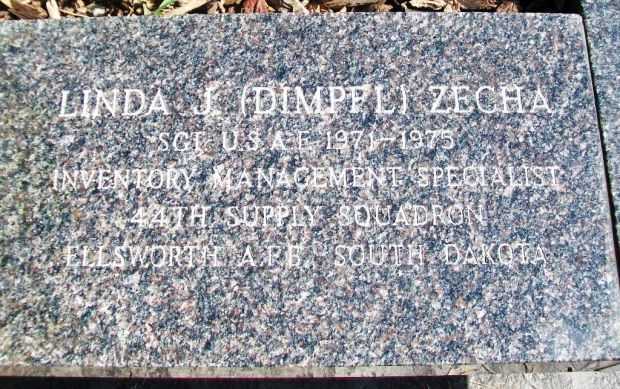 LINDA J. (DIMPFL) ZECHA
SGT U.S.A.F. 1971-1975
INVENTORY MANAGEMENT SPECIALIST
44TH SUPPLY SQUADRON
ELLSWORTH A.F.B. SOUTH DAKOTA